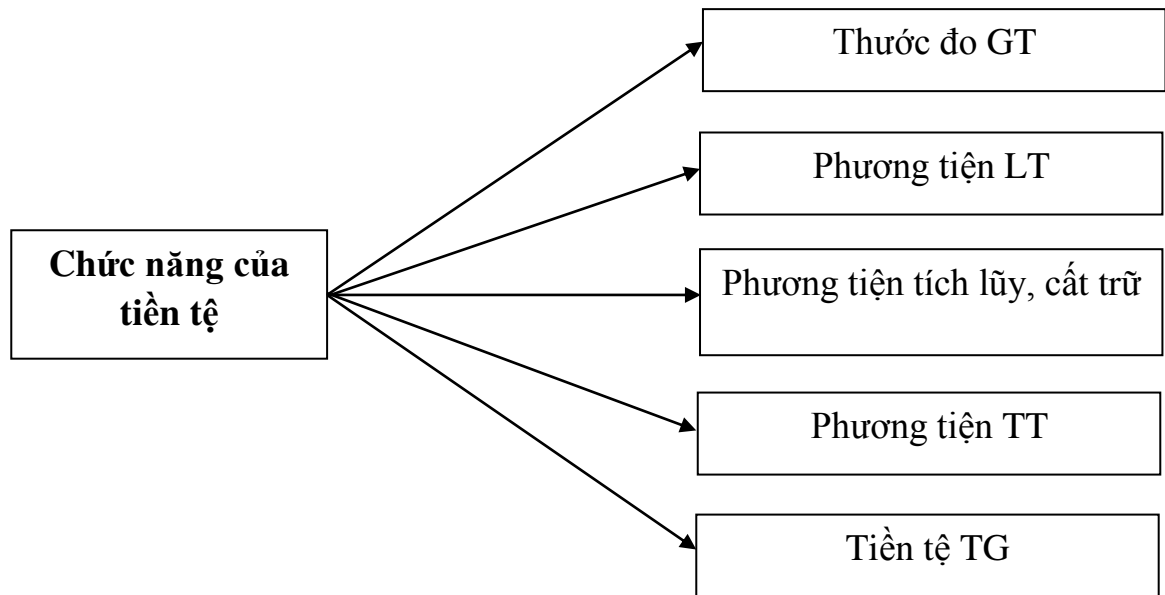 Thước đo GT
Phương tiện LT
Chức năng của
tiền tệ
Phương tiện tích lũy, cất trữ
Phương tiện TT
Tiền tệ TG